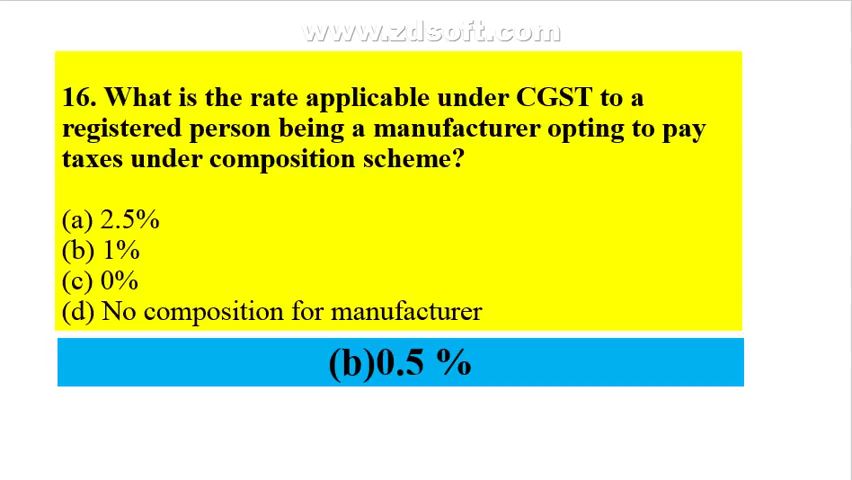 www.zdsoft.com
16. What is the rate applicable under CGST to a
registered person being a manufacturer opting to pay
taxes under composition scheme?
(a) 2.5%
(b) 1%
(c) 0%
(d) No composition for manufacturer
(b)0.5 %